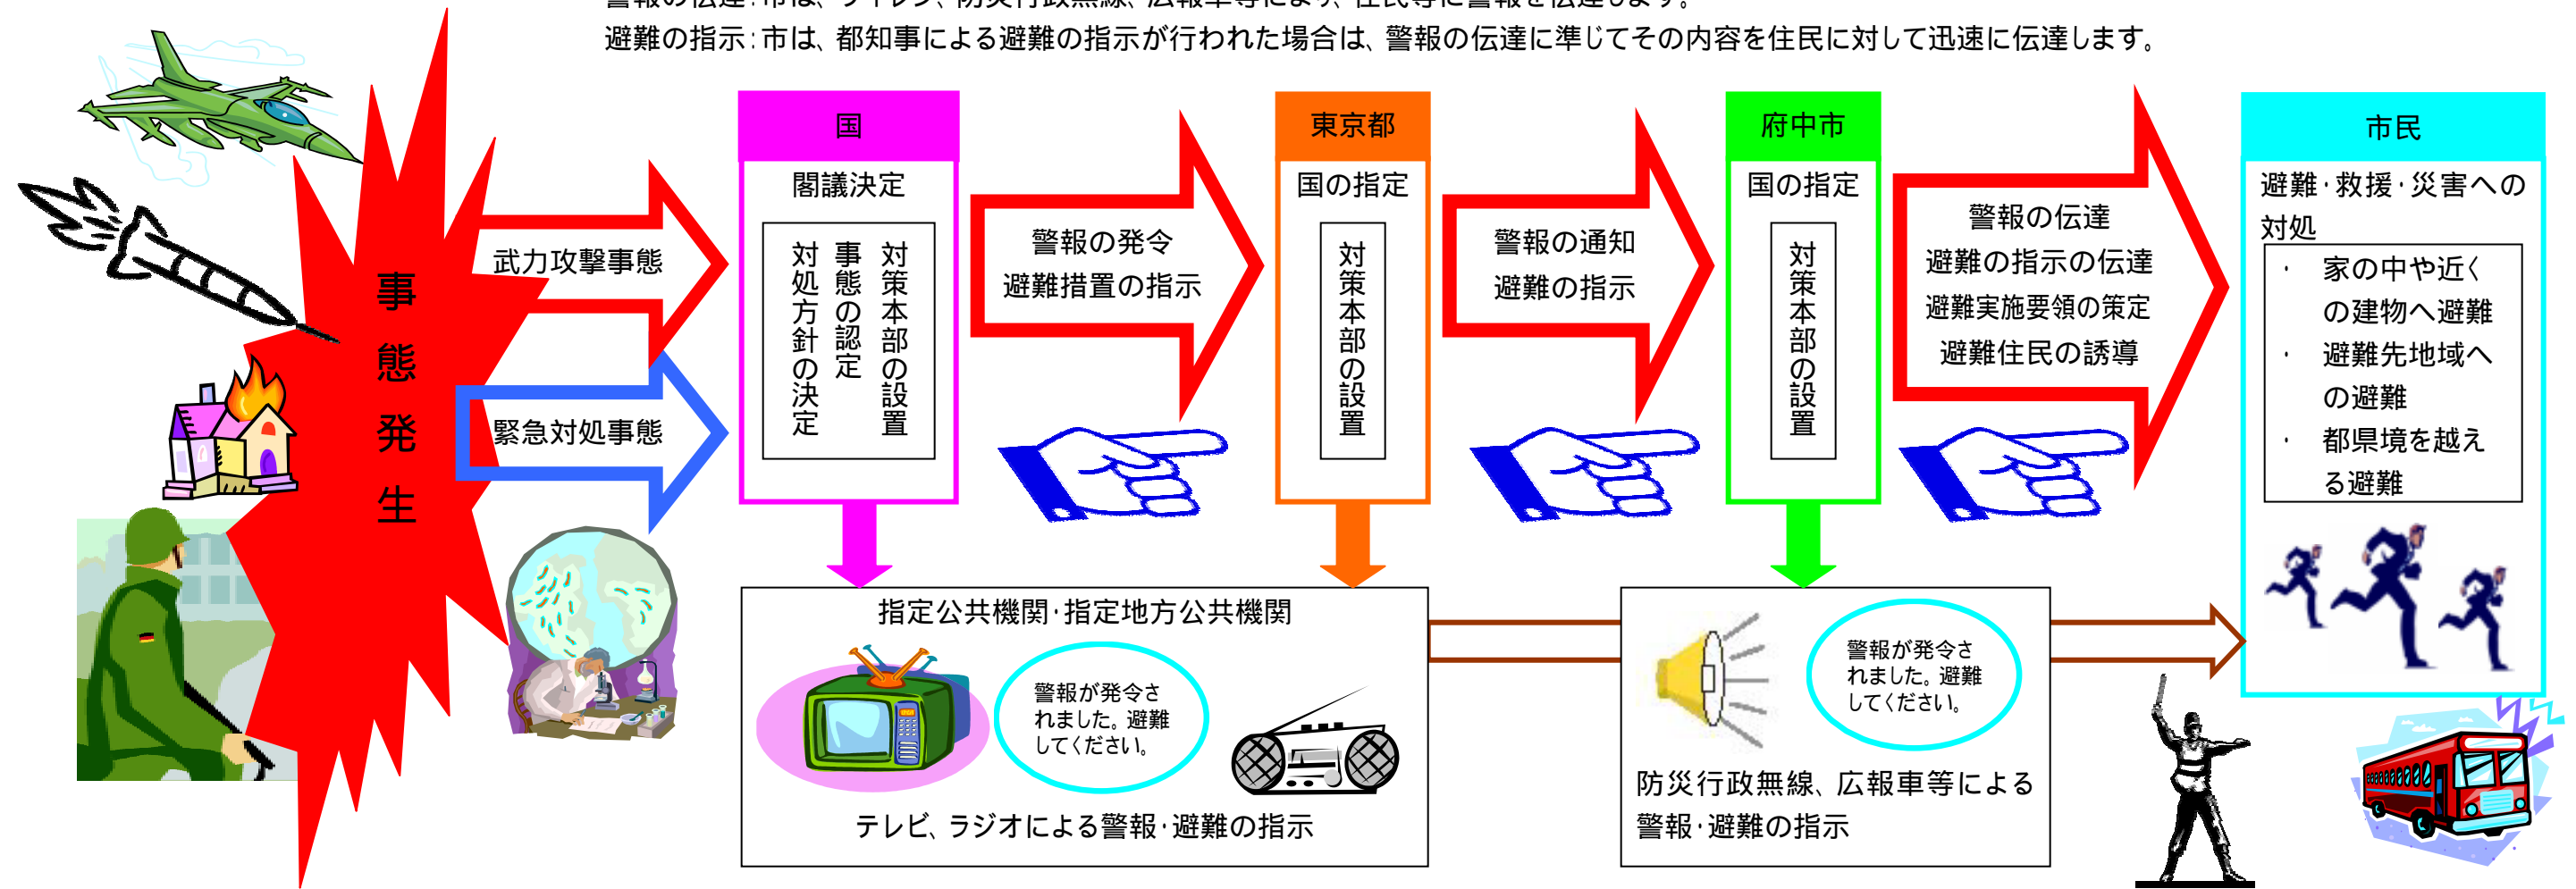 避難の指示:市は、都知事による避難の指示が行われた場合は、警報の伝達に準じてその内容を住民に対して迅速に伝達します。
事態発生
武力攻撃事態
緊急対処事態
国
閣議決定
対策本部の設置
事態の認定
対処方針の決定
警報の発令
避難措置の指示
東京都
国の指定
対策本部の設置
警報の通知
避難の指示
府中市
国の指定
対策本部の設置
警報の伝達
避難の指示の伝達
避難実施要領の策定
避難住民の誘導
市民
避難・救援・災害への
対処
・ 家の中や近く
の建物へ避難
・ 避難先地域へ
の避難
・ 都県境を越え
る避難
指定公共機関・指定地方公共機関
警報が発令さ
れました。避難
してください。
テレビ、ラジオによる警報・避難の指示
警報が発令さ
れました。避難
してください。
防災行政無線、広報車等による
警報・避難の指示